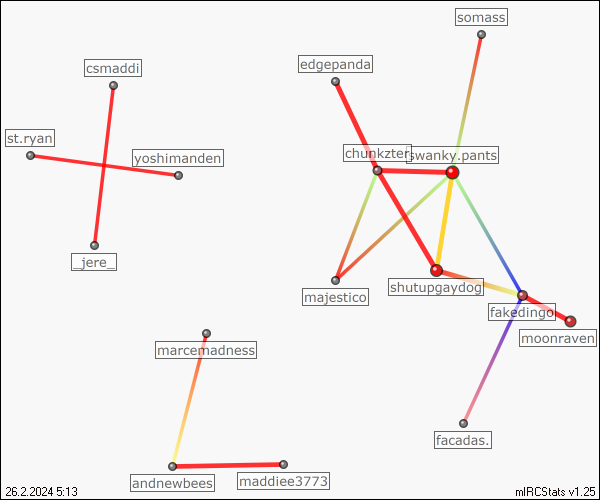 somass
edgepanda
csmaddi
st.ryan
yoshimanden
chunkzter
swanky.pants
_jere_
majestico
shutupgaydog
fakedingo
moonraven
marcemadness
facadas.
andnewbees
maddiee3773
26.2.2024 5:13
mIRCStats v1.25